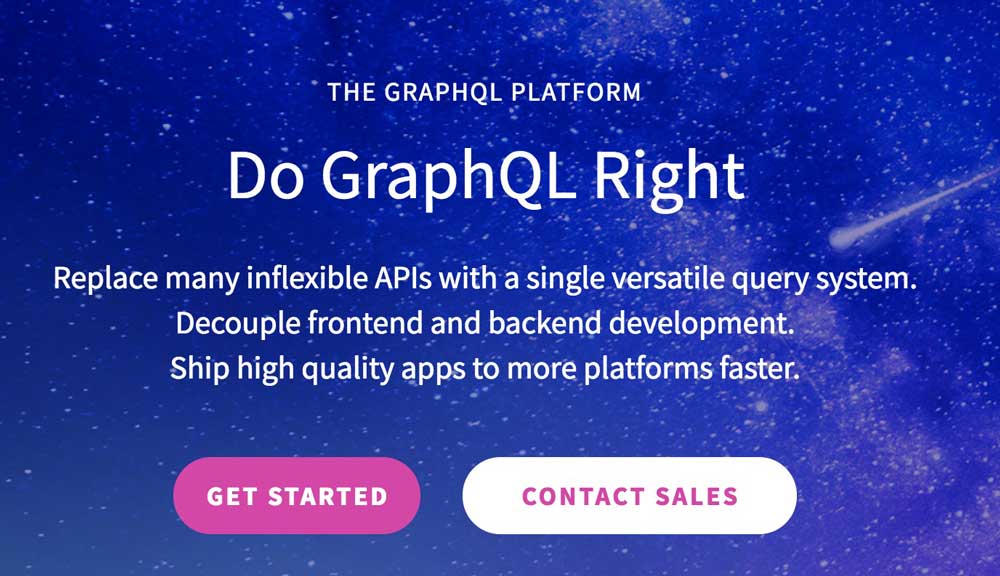 THE GRAPHQL PLATFORM
Do GraphQL Right
Replace many inflexible APIs with a single versatile query system.
Decouple frontend and backend development.
Ship high quality apps to more platforms faster.
GET STARTED
CONTACT SALES